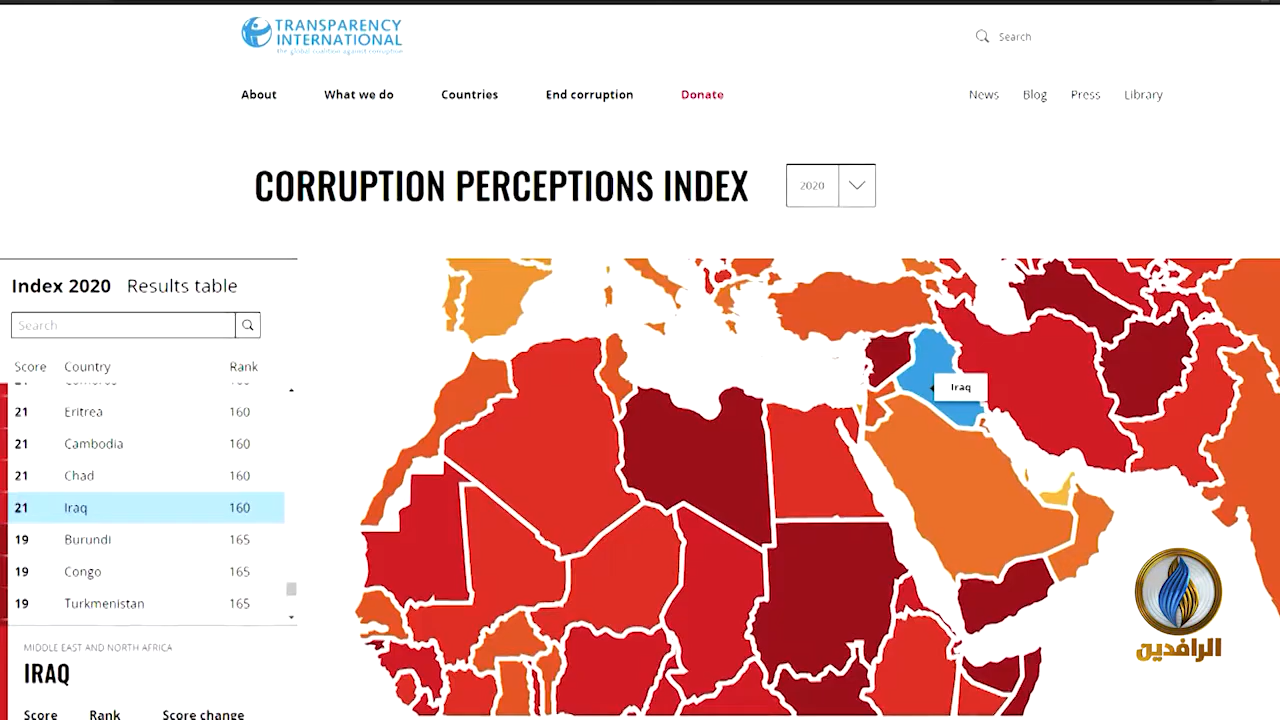 TRANSPARENCY
INTERNATIONAL
the global coalition against corruption
Search
About What we do Countries End corruption Donate
News Blog Press Library
CORRUPTION PERCEPTIONS INDEX
2020
Index 2020 Results table
Search
Score Country Rank
21 Eritrea 160
21 Cambodia 160
21 Chad 160
21 Iraq 160
19 Burundi 165
19 Congo 165
19 Turkmenistan 165
MIDDLE EAST AND NORTH AFRICA
IRAQ
Score Rank Score change
Iraq
الرافدين